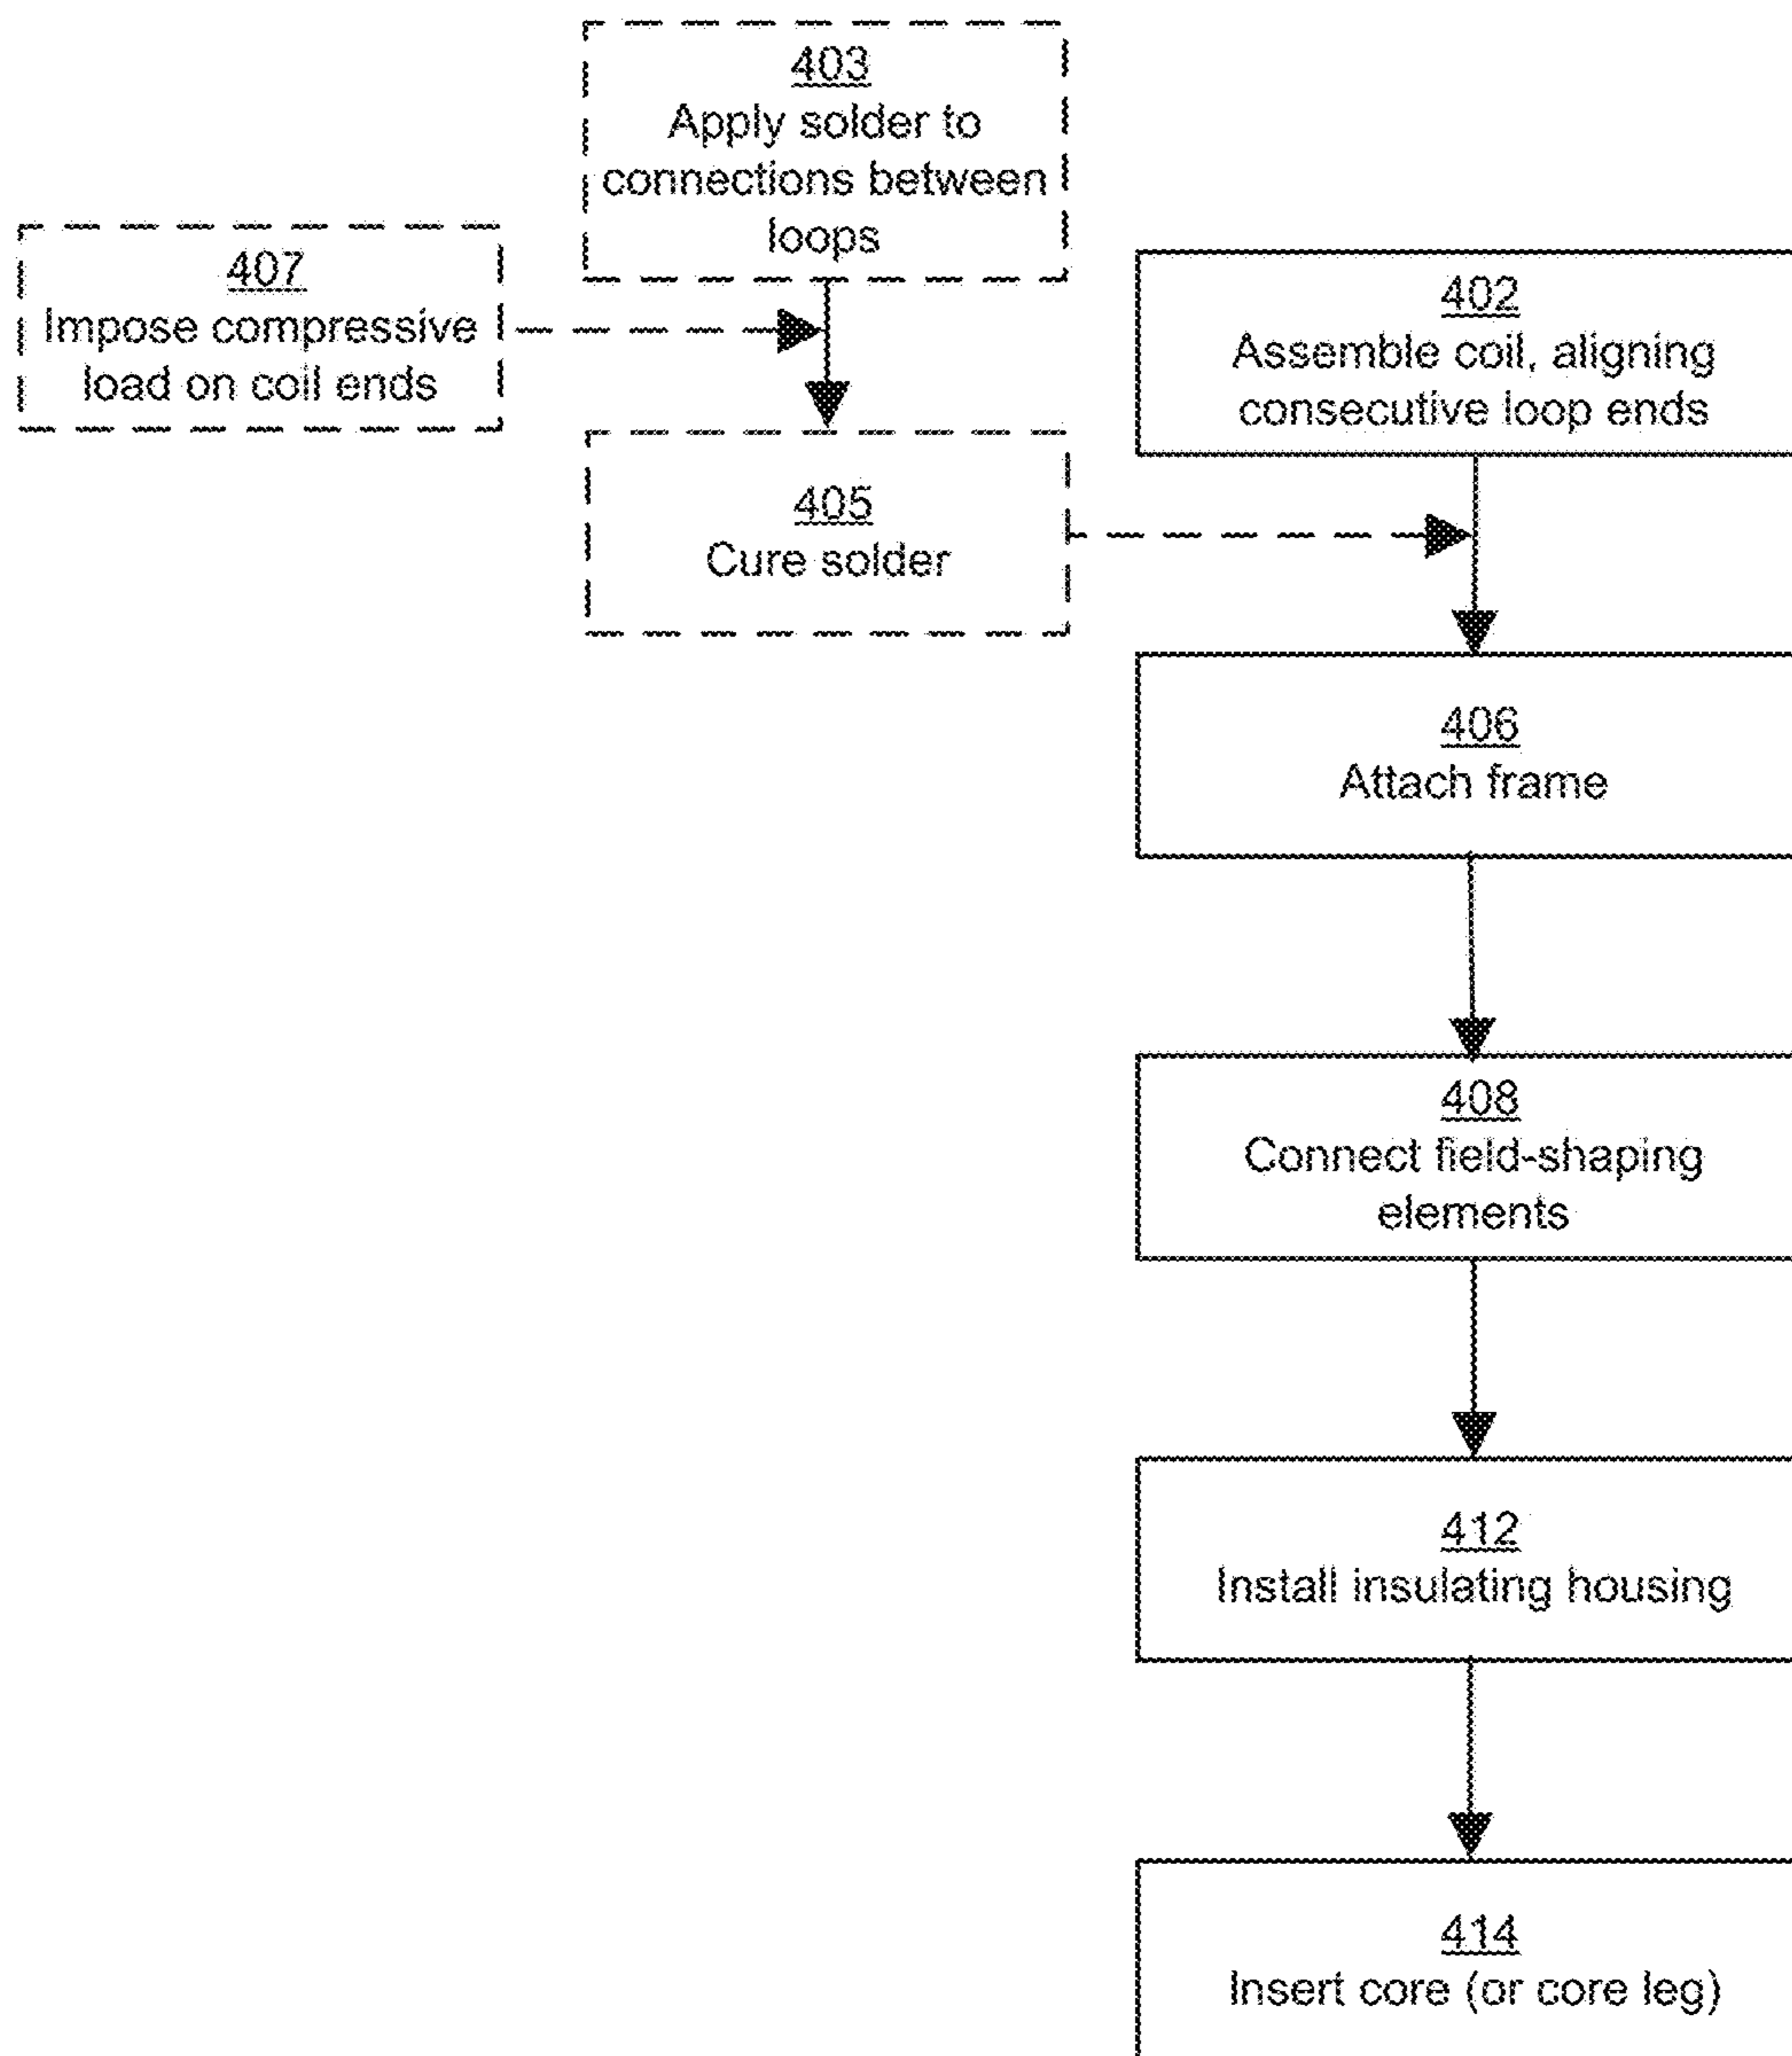 403
Apply solder to
connections between
loops
407
Impose compressive
load on coil ends
402
Assemble coil, aligning
consecutive loop ends
405
Cure solder
406
Attach frame
408
Connect field-shaping
elements
412
Install insulating housing
414
Insert core (or core leg)